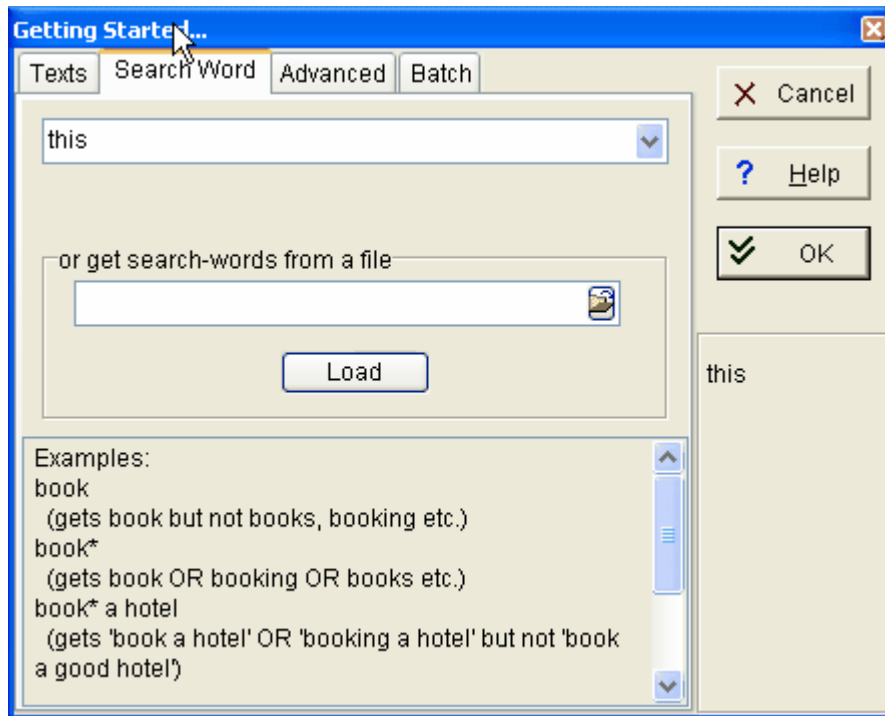 Getting Started...
Texts
Search Word
Advanced
Batch
Cancel
this
Help
or get search-words from a file
OK
Load
this
Examples:
book
(gets book but not books, booking etc.)
book*
(gets book OR booking OR books etc.)
book* a hotel
(gets 'book a hotel' OR 'booking a hotel' but not 'book
a good hotel')